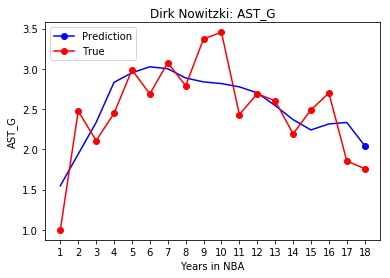 Dirk Nowitzki: AST_G
Prediction
True
AST_G
3.5
3.0
2.5
2.0
1.5
1.0
1 2 3 4 5 6 7 8 9 10 11 12 13 14 15 16 17 18
Years in NBA